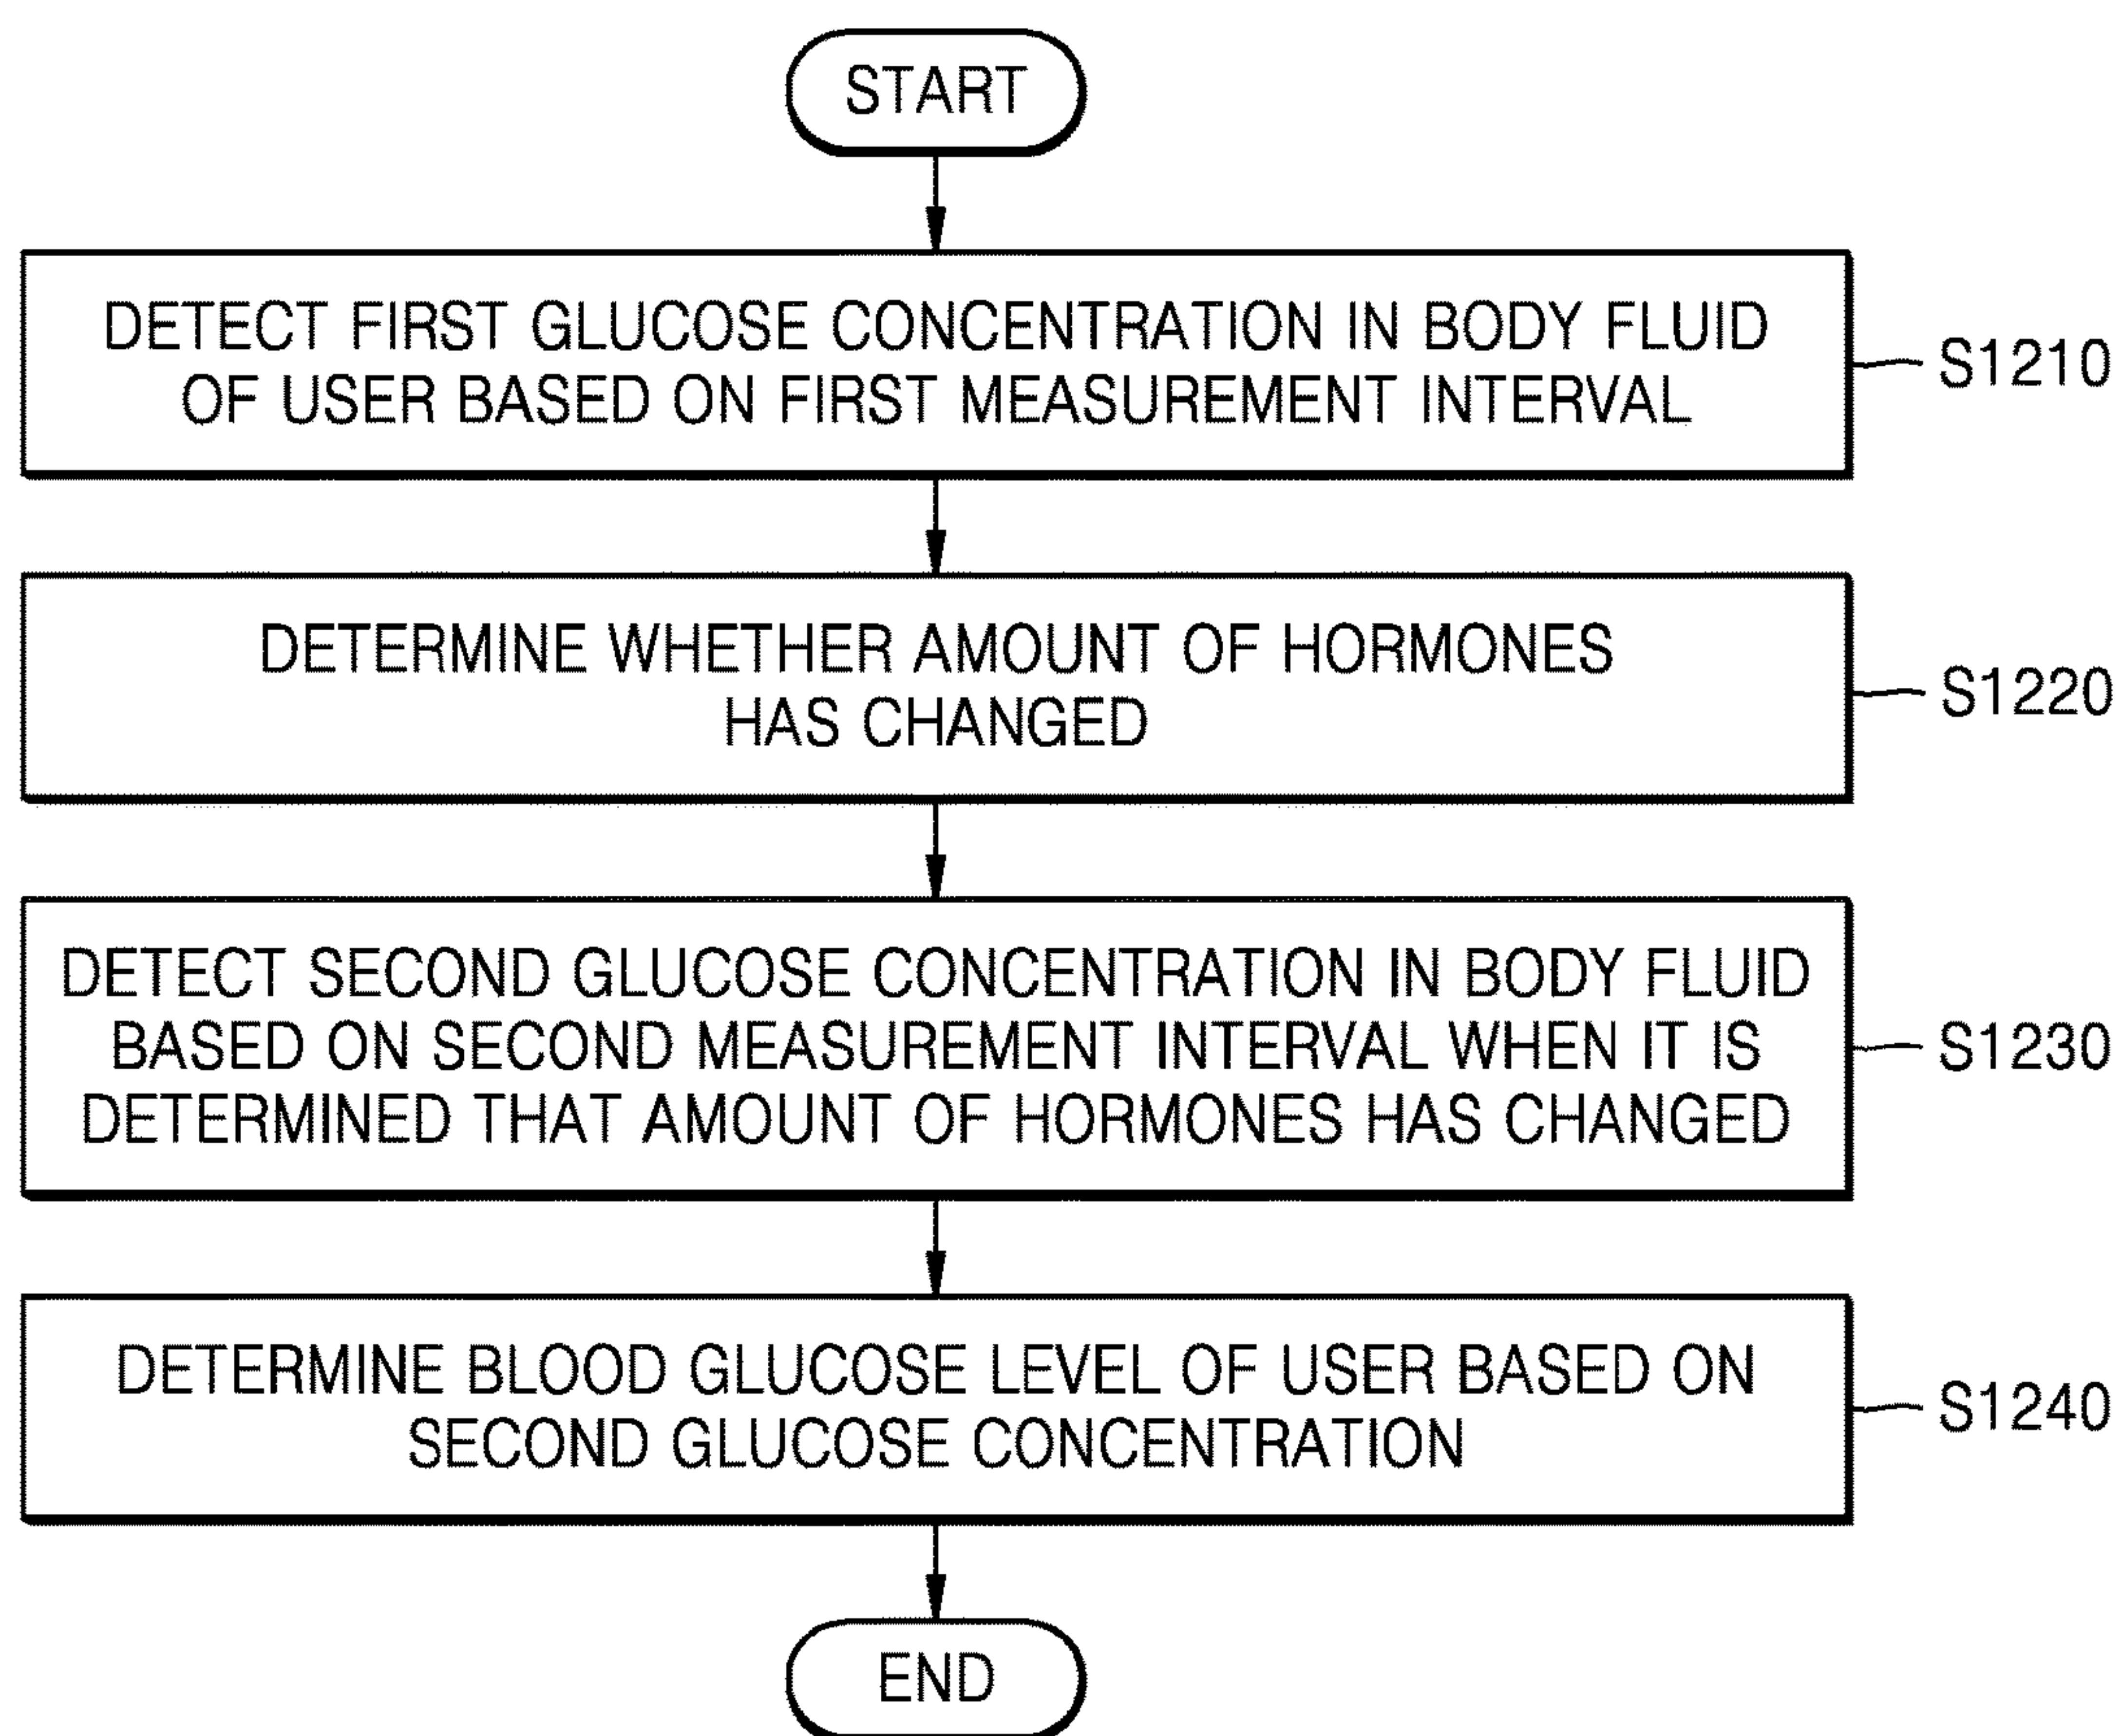 START
DETECT FIRST GLUCOSE CONCENTRATION IN BODY FLUID
OF USER BASED ON FIRST MEASUREMENT INTERVAL
S1210
DETERMINE WHETHER AMOUNT OF HORMONES
HAS CHANGED
S1220
DETECT SECOND GLUCOSE CONCENTRATION IN BODY FLUID
BASED ON SECOND MEASUREMENT INTERVAL WHEN IT IS
DETERMINED THAT AMOUNT OF HORMONES HAS CHANGED
S1230
DETERMINE BLOOD GLUCOSE LEVEL OF USER BASED ON
SECOND GLUCOSE CONCENTRATION
S1240
END